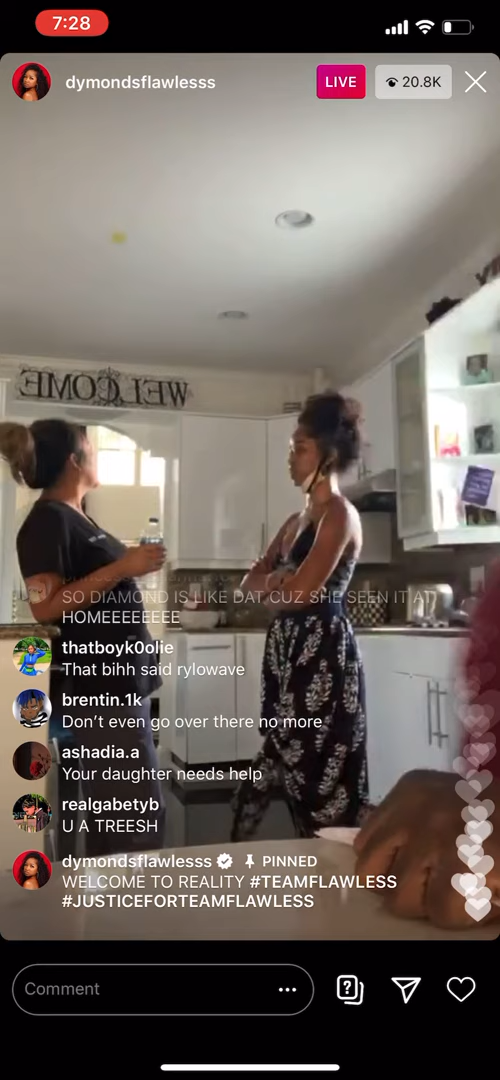 7:28
dymondsflawlesss
LIVE
20.8K
WELCOME
SO DIAMOND IS LIKE DAT CUZ SHE SEEN IT AT
HOMEEEEEEEE
thatboyk0olie
That bihh said rylowave
brentin.1k
Don't even go over there no more
ashadia.a
Your daughter needs help
realgabetyb
U A TREESH
dymondsflawlesss PINNED
WELCOME TO REALITY #TEAMFLAWLESS
#JUSTICEFORTEAMFLAWLESS
Comment